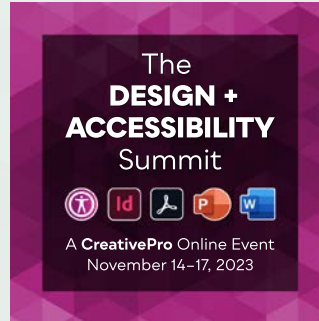 The
DESIGN +
ACCESSIBILITY
Summit
Id P W
A CreativePro Online Event
November 14–17, 2023